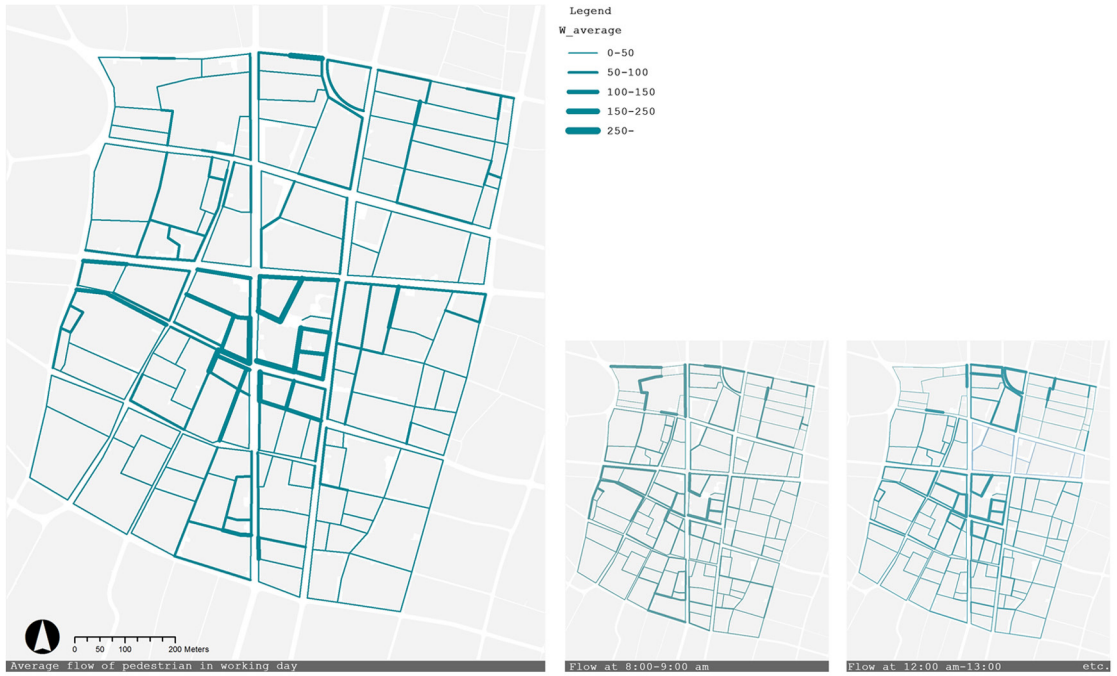 Legend
W_average
0-50
50-100
100-150
150-250
250-
0 50 100 200 Meters
Average flow of pedestrian in working day
Flow at 8:00-9:00 am
Flow at 12:00 am-13:00
etc.